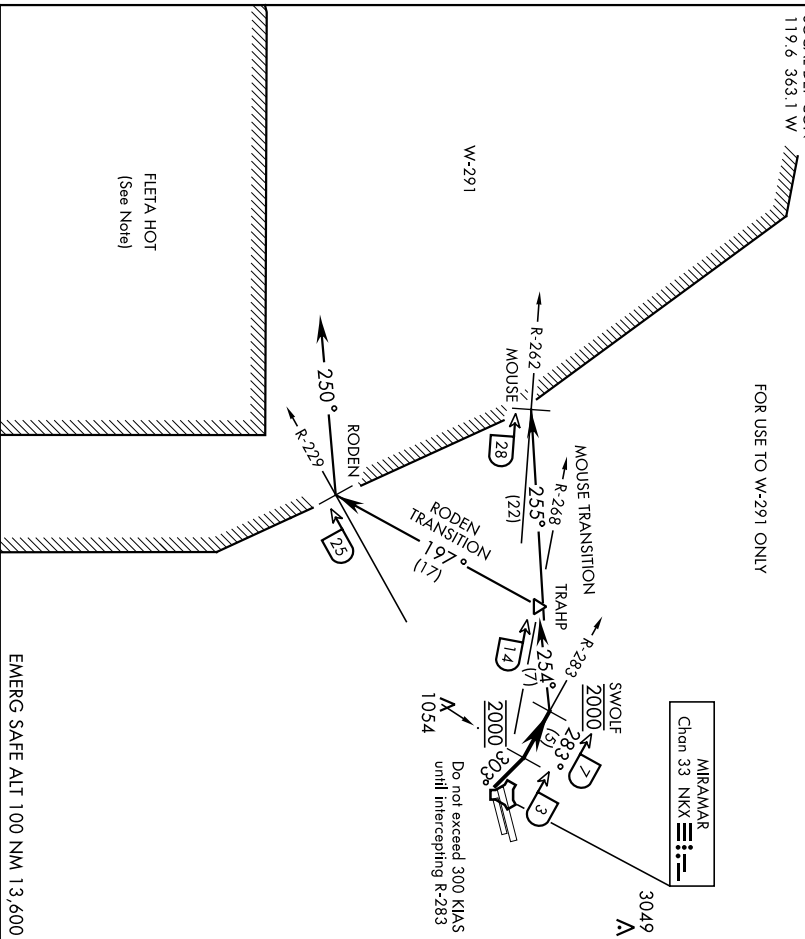 119.6 363.1 W
FOR USE TO W-291 ONLY
W-291
FLETA HOT
(See Note)
R-262
MOUSE
28
MOUSE TRANSITION
R-268
255°
(22)
250°
R-229
RODEN
25
RODEN
TRANSITION
197°
(17)
TRAHP
14
254°
(7)
R-283
SWOLF
2000
283°
(5)
7
2000
303°
3
1054
Do not exceed 300 KIAS
until intercepting R-283
MIRAMAR
Chan 33 NKX
3049
EMERG SAFE ALT 100 NM 13,600